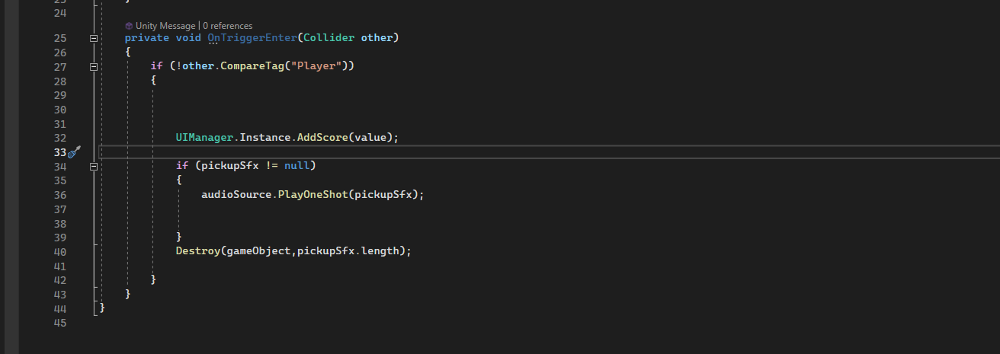 24 }
Unity Message | 0 references
25 private void OnTriggerEnter(Collider other)
26 {
27 if (!other.CompareTag("Player"))
28 {
29
30
31
32 UIManager.Instance.AddScore(value);
33
34 if (pickupSfx != null)
35 {
36 audioSource.PlayOneShot(pickupSfx);
37
38
39 }
40 Destroy(gameObject,pickupSfx.length);
41
42 }
43 }
44 }
45